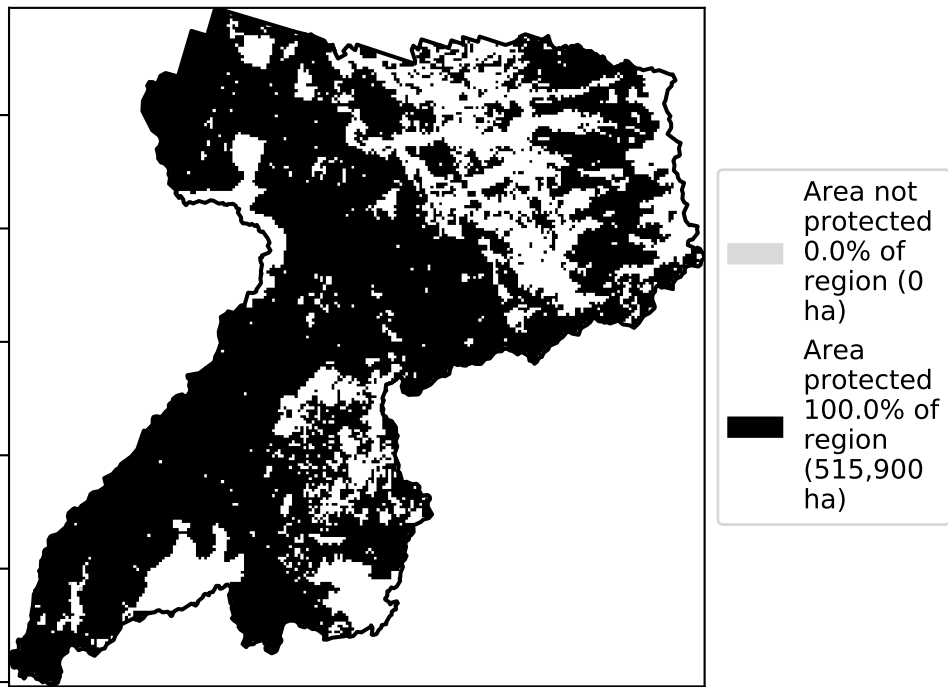 Area not
protected
0.0% of
region (0
ha)
Area
protected
100.0% of
region
(515,900
ha)